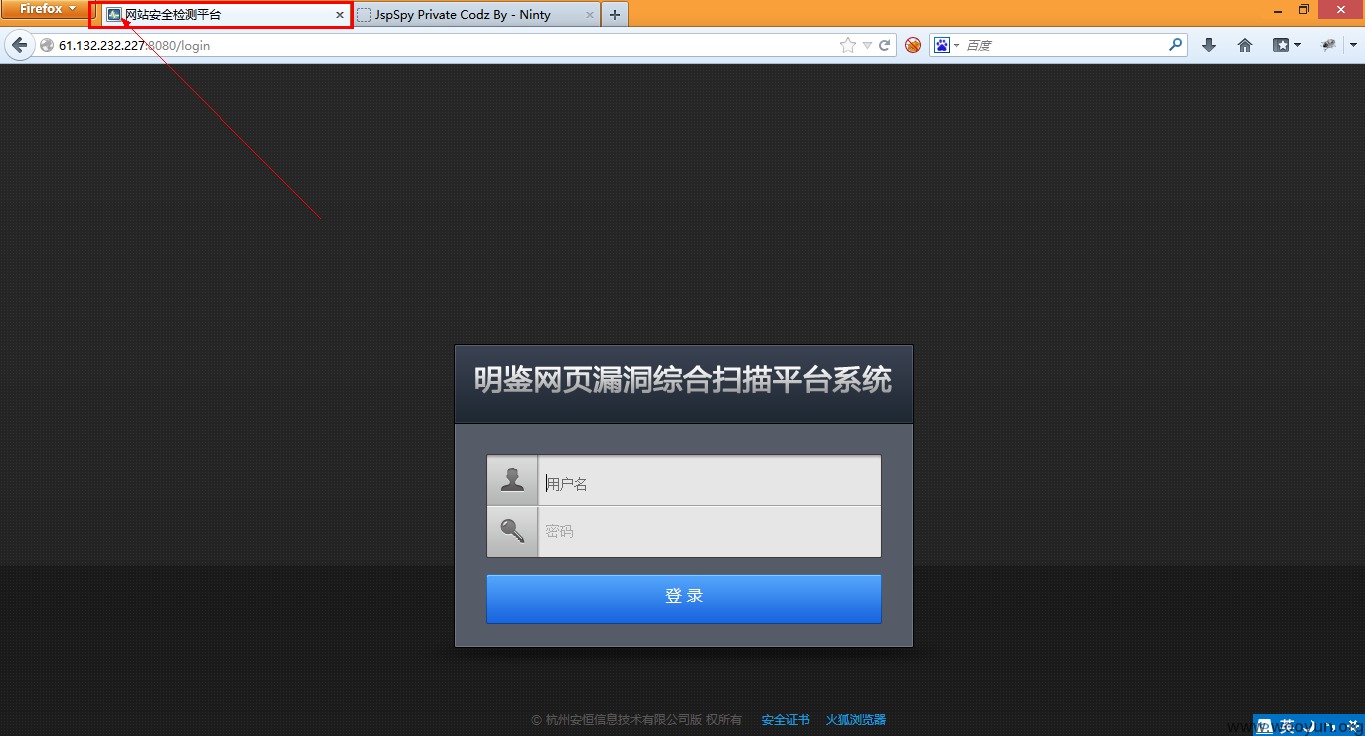 Firefox
网站安全检测平台
JspSpy Private Codz By - Ninty
61.132.232.227:8080/login
百度
明鉴网页漏洞综合扫描平台系统
用户名
密码
登 录
© 杭州安恒信息技术有限公司版 权所有 安全证书 火狐浏览器
www.wooyun.org
英